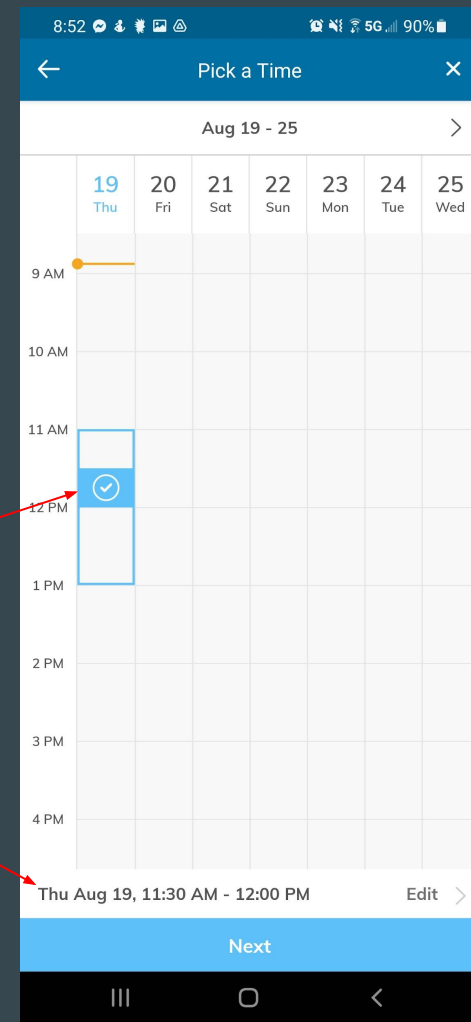 8:52 5G 90%
Pick a Time
Aug 19 - 25
19 20 21 22 23 24 25
Thu Fri Sat Sun Mon Tue Wed
9 AM
10 AM
11 AM
12 PM
1 PM
2 PM
3 PM
4 PM
Thu Aug 19, 11:30 AM - 12:00 PM Edit
Next